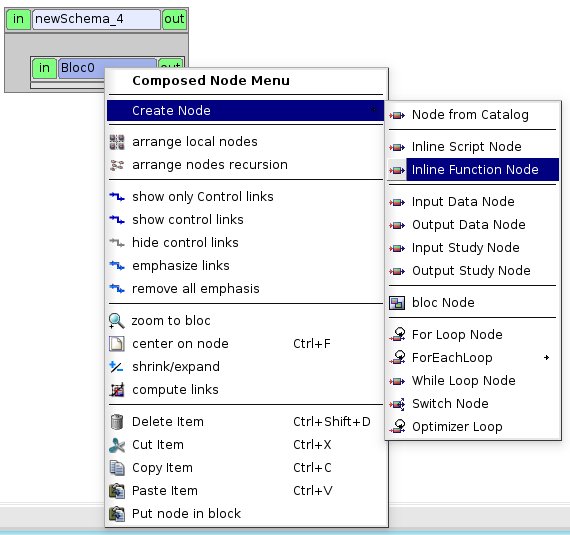 in newSchema_4 out
in Bloc0 out
Composed Node Menu
Create Node
arrange local nodes
arrange nodes recursion
show only Control links
show control links
hide control links
emphasize links
remove all emphasis
zoom to bloc
center on node Ctrl+F
shrink/expand
compute links
Delete Item Ctrl+Shift+D
Cut Item Ctrl+X
Copy Item Ctrl+C
Paste Item Ctrl+V
Put node in block
Node from Catalog
Inline Script Node
Inline Function Node
Input Data Node
Output Data Node
Input Study Node
Output Study Node
bloc Node
For Loop Node
ForEachLoop
While Loop Node
Switch Node
Optimizer Loop